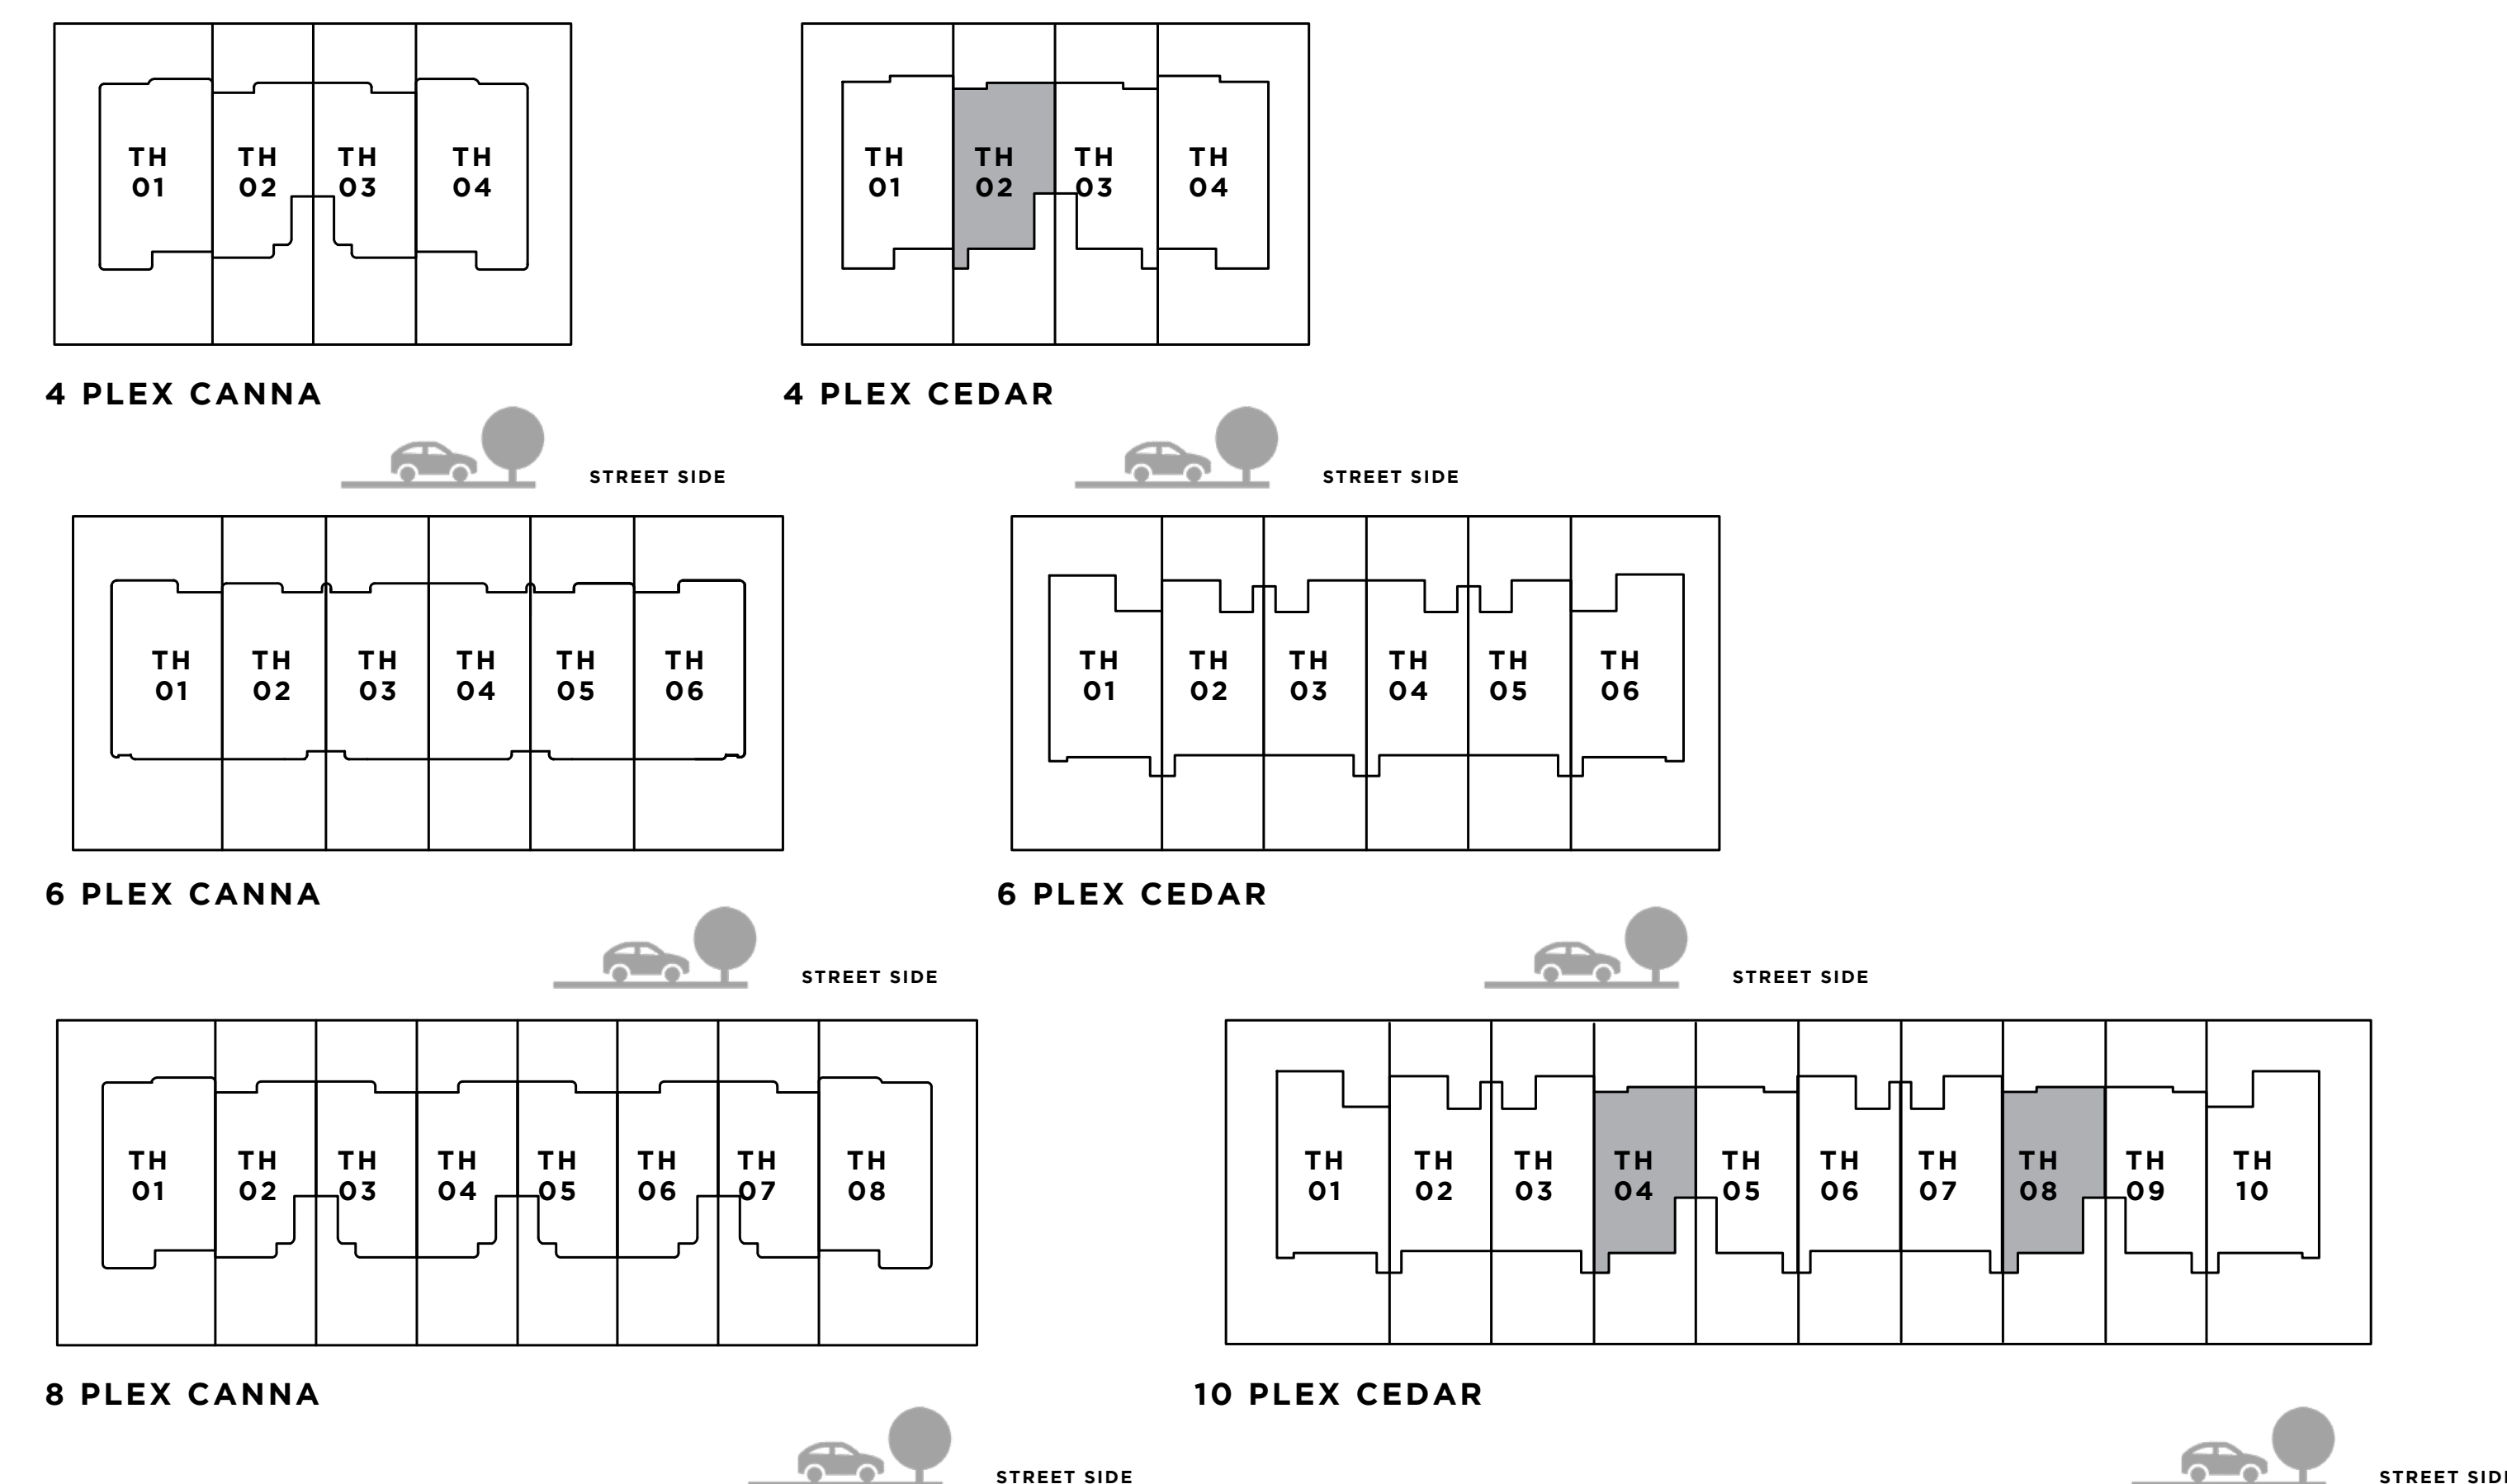 TH
01
TH
02
TH
03
TH
04
4 PLEX CANNA
STREET SIDE
TH
01
TH
02
TH
03
TH
04
4 PLEX CEDAR
STREET SIDE
TH
01
TH
02
TH
03
TH
04
TH
05
TH
06
6 PLEX CANNA
STREET SIDE
TH
01
TH
02
TH
03
TH
04
TH
05
TH
06
6 PLEX CEDAR
STREET SIDE
TH
01
TH
02
TH
03
TH
04
TH
05
TH
06
TH
07
TH
08
8 PLEX CANNA
STREET SIDE
TH
01
TH
02
TH
03
TH
04
TH
05
TH
06
TH
07
TH
08
TH
09
TH
10
10 PLEX CEDAR
STREET SIDE